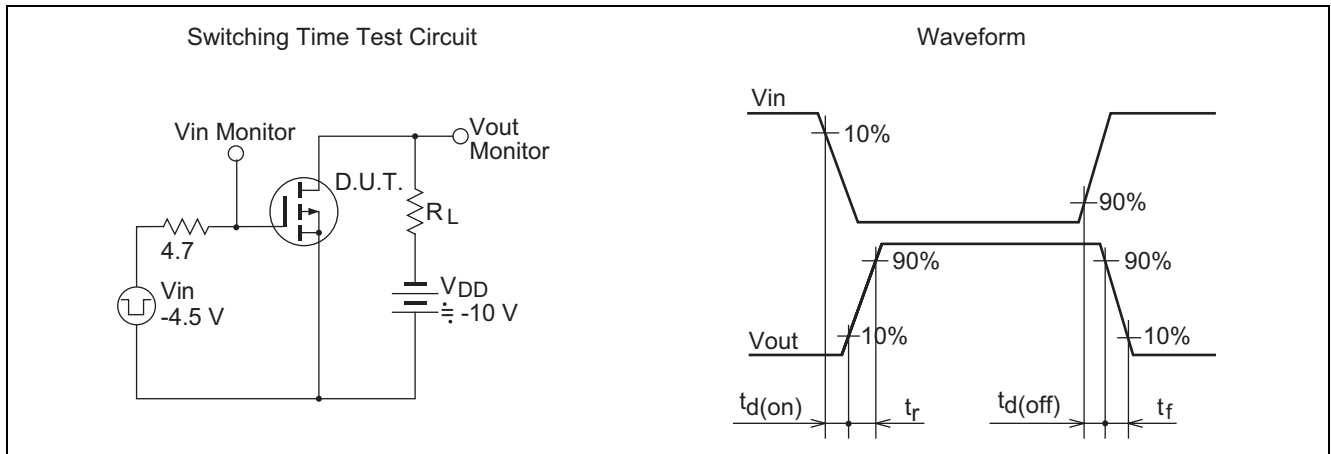 Switching Time Test Circuit
Vin Monitor
Vout
Monitor
D.U.T.
RL
4.7
Vin
-4.5 V
VDD
≒ -10 V
Waveform
Vin
10%
90%
90%
90%
Vout
10%
10%
td(on)
tr
td(off)
tf